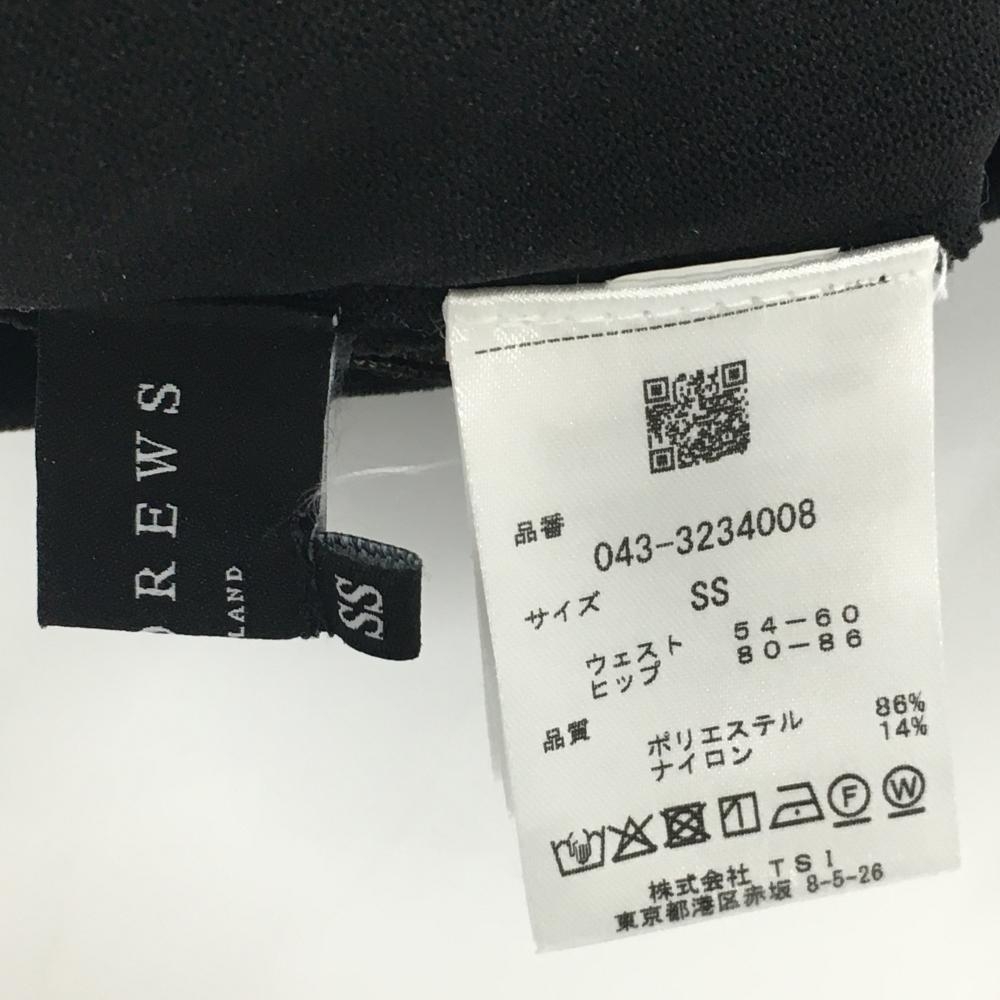 DREWS
LAND
SS
品番 043-3234008
サイズ SS
ウェスト 54-60
ヒップ 80-86
品質 ポリエステル 86%
ナイロン 14%
F W
株式会社 TSI
東京都港区赤坂 8-5-26